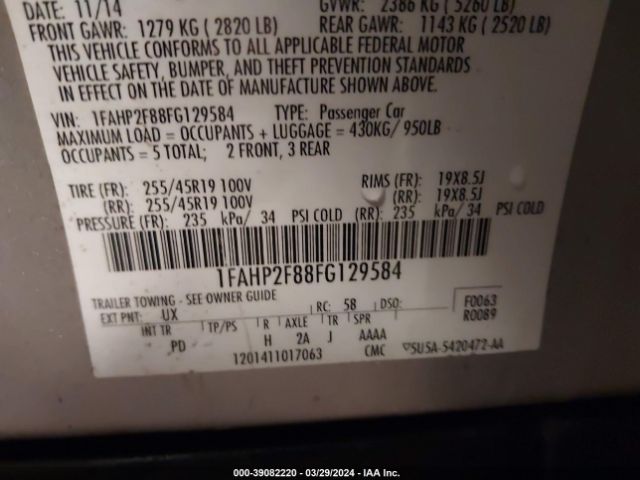 DATE: 11/14 GVWR: 2386 KG ( 5260 LB)
FRONT GAWR: 1279 KG ( 2820 LB) REAR GAWR: 1143 KG ( 2520 LB)
THIS VEHICLE CONFORMS TO ALL APPLICABLE FEDERAL MOTOR
VEHICLE SAFETY, BUMPER, AND THEFT PREVENTION STANDARDS
IN EFFECT ON THE DATE OF MANUFACTURE SHOWN ABOVE.
VIN: 1FAHP2F88FG129584 TYPE: Passenger Car
MAXIMUM LOAD = OCCUPANTS + LUGGAGE = 430KG/ 950LB
OCCUPANTS = 5 TOTAL; 2 FRONT, 3 REAR
TIRE (FR): 255/45R19 100V RIMS (FR): 19X8.5J
(RR): 255/45R19 100V (RR): 19X8.5J
PRESSURE (FR): 235 kPa/ 34 PSI COLD (RR): 235 kPa/ 34 PSI COLD
1FAHP2F88FG129584
TRAILER TOWING - SEE OWNER GUIDE
EXT PNT: UX RC: 58 DSO: F0063
R0089
INT TR TP/PS R AXLE TR SPR
PD H 2A J AAAA
1201411017063 CMC 5U5A-5420472-AA
000-39082220 - 03/29/2024 - IAA Inc.